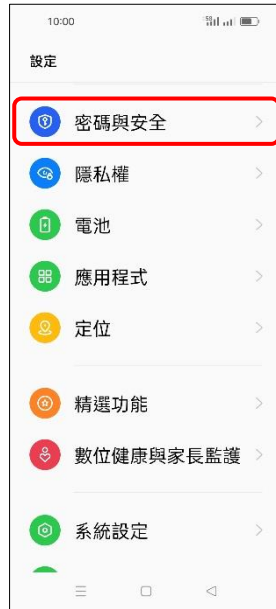 10:00
設定
密碼與安全
隱私權
電池
應用程式
定位
精選功能
數位健康與家長監護
系統設定